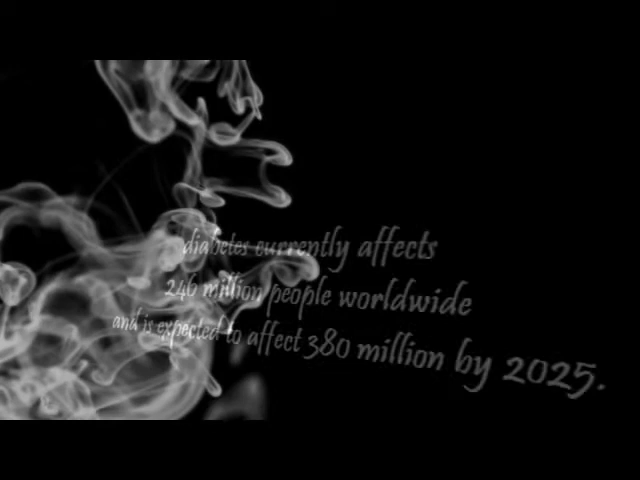 diabetes currently affects
246 million people worldwide
and is expected to affect 380 million by 2025.